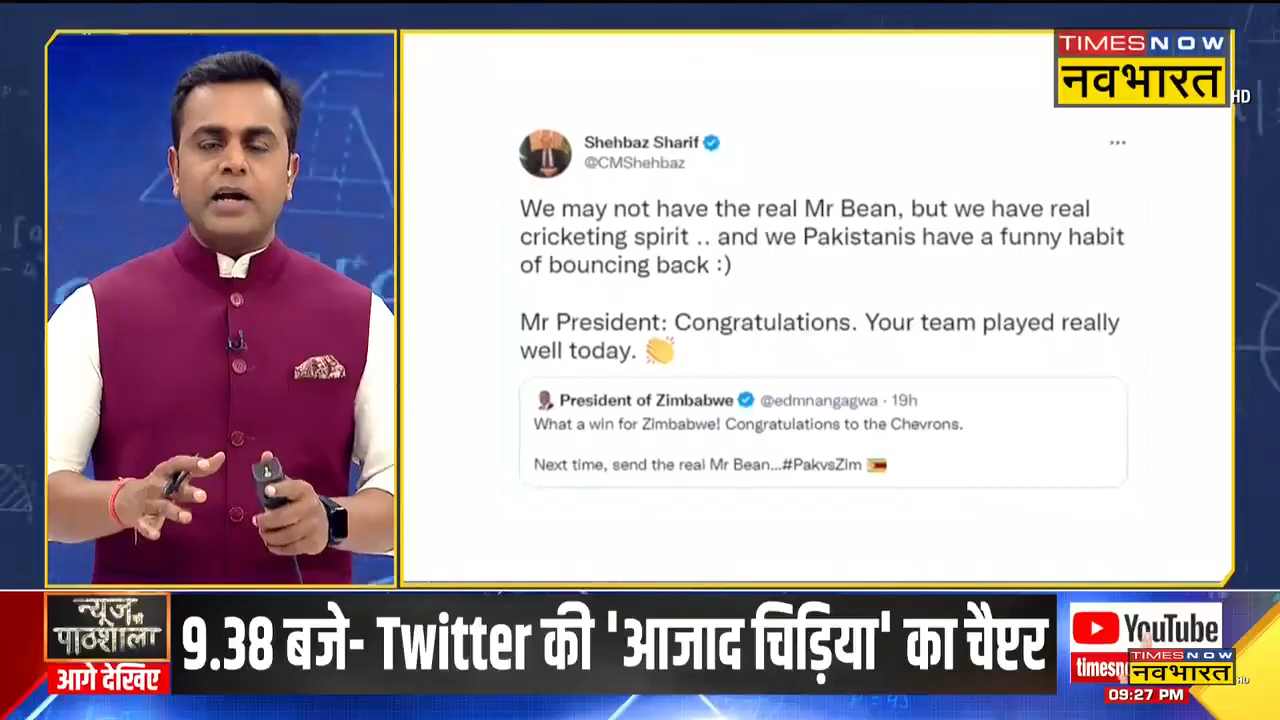 TIMES NOW
नवभारत
HD
Shehbaz Sharif
@CMShehbaz
We may not have the real Mr Bean, but we have real
cricketing spirit .. and we Pakistanis have a funny habit
of bouncing back :)
Mr President: Congratulations. Your team played really
well today. 👏
President of Zimbabwe @edmnangagwa · 19h
What a win for Zimbabwe! Congratulations to the Chevrons.
Next time, send the real Mr Bean...#PakvsZim 🇿🇼
न्यूज़ की
पाठशाला
आगे देखिए
9.38 बजे- Twitter की 'आजाद चिड़िया' का चैप्टर
YouTube
TIMES NOW
नवभारत
HD
09:27 PM